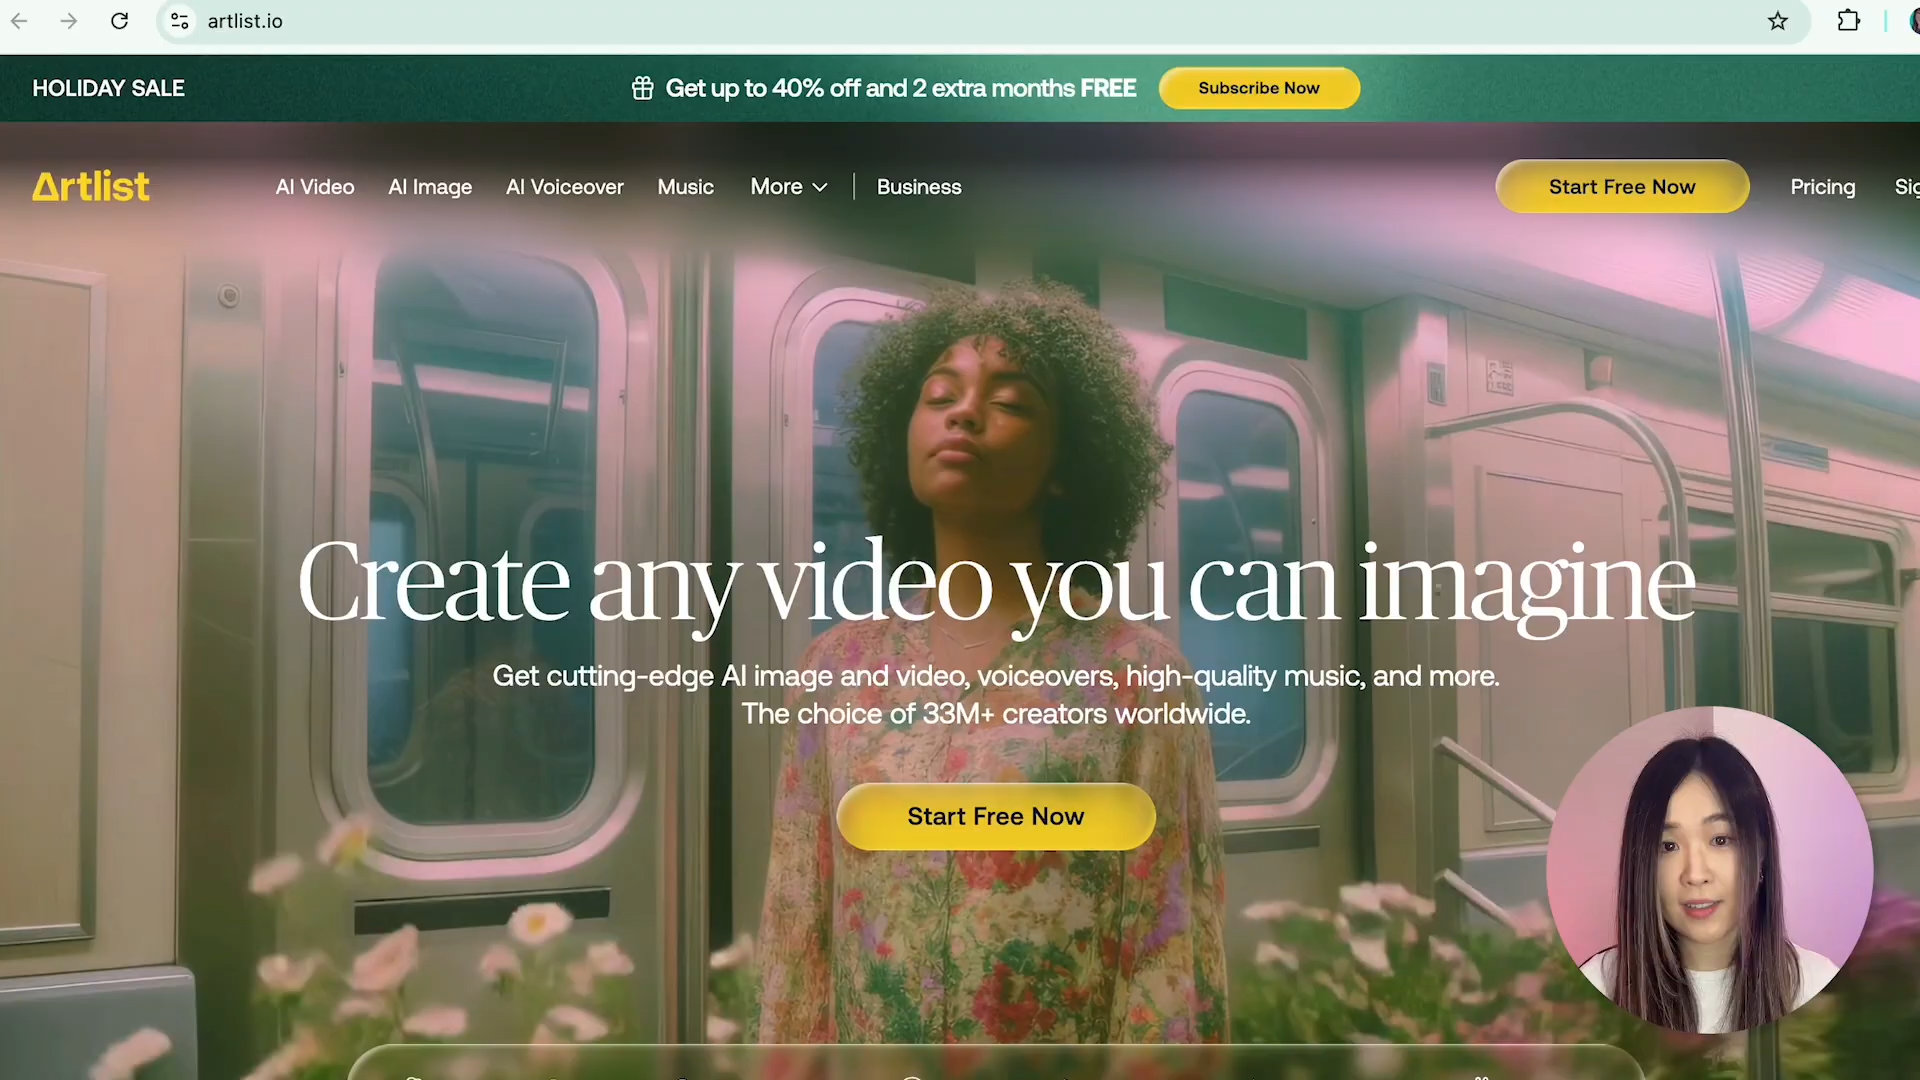 artlist.io
HOLIDAY SALE
Get up to 40% off and 2 extra months FREE
Subscribe Now
Artlist
AI Video
AI Image
AI Voiceover
Music
More
Business
Start Free Now
Pricing
Create any video you can imagine
Get cutting-edge AI image and video, voiceovers, high-quality music, and more.
The choice of 33M+ creators worldwide.
Start Free Now